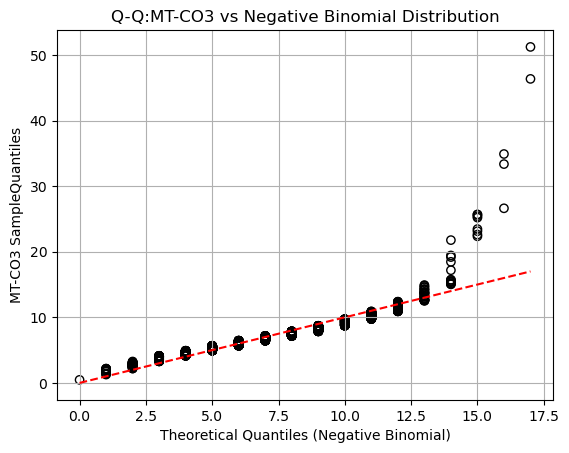 Q-Q:MT-CO3 vs Negative Binomial Distribution
MT-CO3 SampleQuantiles
50
40
30
20
10
0
0.0 2.5 5.0 7.5 10.0 12.5 15.0 17.5
Theoretical Quantiles (Negative Binomial)